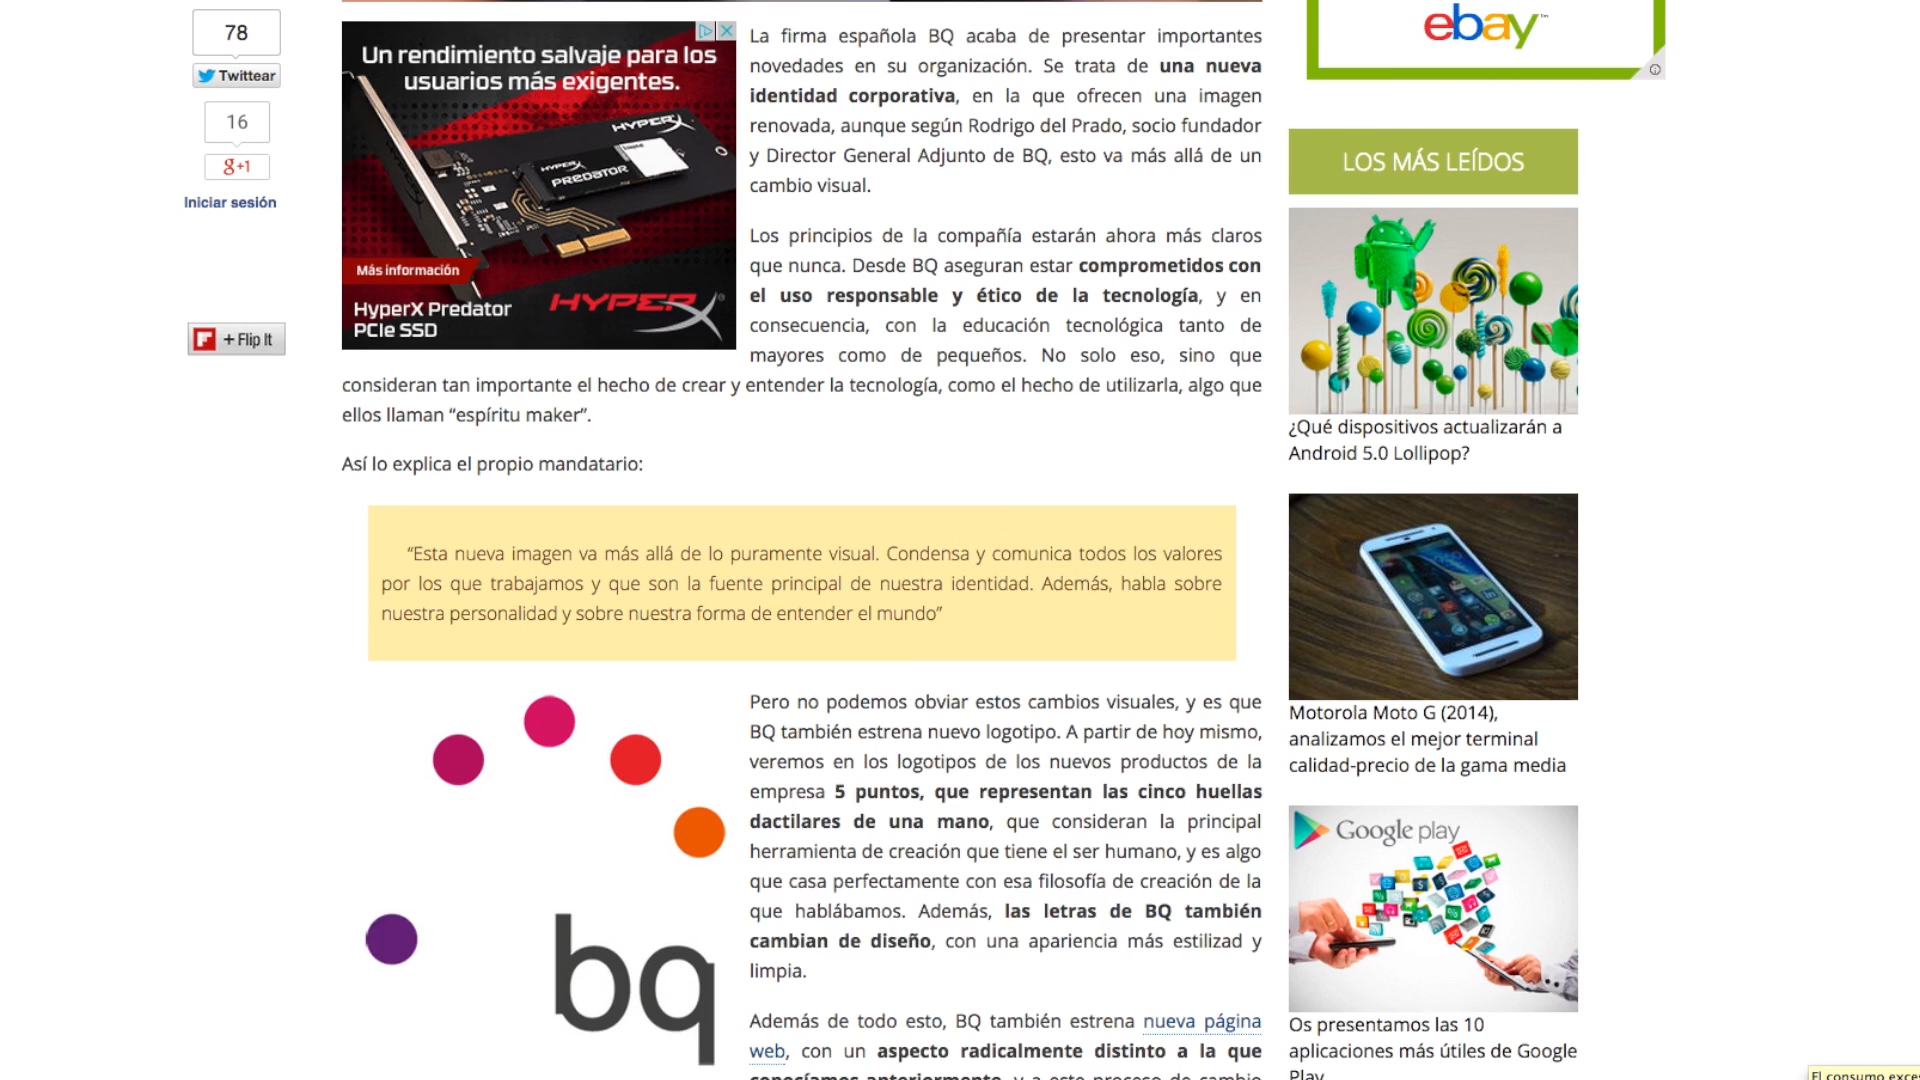 78
Twittear
16
g+1
Iniciar sesión
+ Flip It
Un rendimiento salvaje para los
usuarios más exigentes.
HYPERX
HYPERX
PREDATOR
Más información
HyperX Predator
PCIe SSD
HYPERX
La firma española BQ acaba de presentar importantes
novedades en su organización. Se trata de una nueva
identidad corporativa, en la que ofrecen una imagen
renovada, aunque según Rodrigo del Prado, socio fundador
y Director General Adjunto de BQ, esto va más allá de un
cambio visual.
Los principios de la compañía estarán ahora más claros
que nunca. Desde BQ aseguran estar comprometidos con
el uso responsable y ético de la tecnología, y en
consecuencia, con la educación tecnológica tanto de
mayores como de pequeños. No solo eso, sino que
consideran tan importante el hecho de crear y entender la tecnología, como el hecho de utilizarla, algo que
ellos llaman “espíritu maker”.
Así lo explica el propio mandatario:
“Esta nueva imagen va más allá de lo puramente visual. Condensa y comunica todos los valores
por los que trabajamos y que son la fuente principal de nuestra identidad. Además, habla sobre
nuestra personalidad y sobre nuestra forma de entender el mundo”
bq
Pero no podemos obviar estos cambios visuales, y es que
BQ también estrena nuevo logotipo. A partir de hoy mismo,
veremos en los logotipos de los nuevos productos de la
empresa 5 puntos, que representan las cinco huellas
dactilares de una mano, que consideran la principal
herramienta de creación que tiene el ser humano, y es algo
que casa perfectamente con esa filosofía de creación de la
que hablábamos. Además, las letras de BQ también
cambian de diseño, con una apariencia más estilizad y
limpia.
Además de todo esto, BQ también estrena nueva página
web, con un aspecto radicalmente distinto a la que
conocíamos anteriormente, y a este proceso de cambio
ebay™
LOS MÁS LEÍDOS
¿Qué dispositivos actualizarán a
Android 5.0 Lollipop?
Motorola Moto G (2014),
analizamos el mejor terminal
calidad-precio de la gama media
Google play
Os presentamos las 10
aplicaciones más útiles de Google
Play
El consumo exce